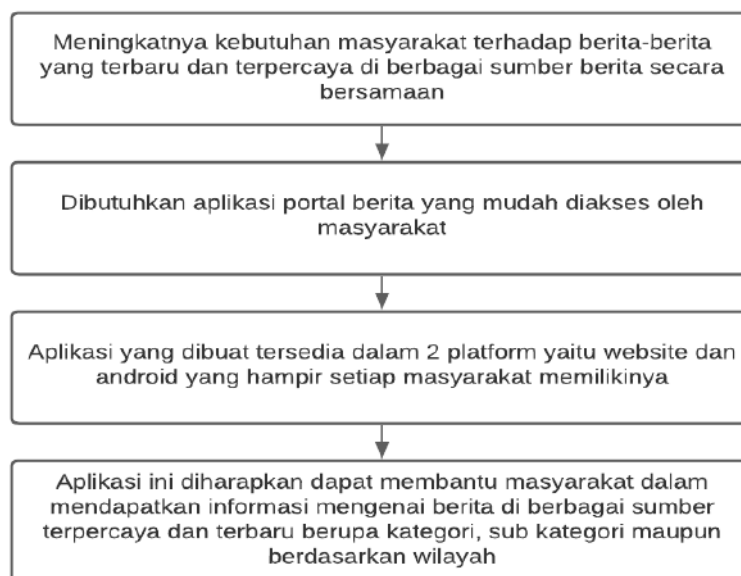 Meningkatnya kebutuhan masyarakat terhadap berita-berita
yang terbaru dan terpercaya di berbagai sumber berita secara
bersamaan
Dibutuhkan aplikasi portal berita yang mudah diakses oleh
masyarakat
Aplikasi yang dibuat tersedia dalam 2 platform yaitu website dan
android yang hampir setiap masyarakat memilikinya
Aplikasi ini diharapkan dapat membantu masyarakat dalam
mendapatkan informasi mengenai berita di berbagai sumber
terpercaya dan terbaru berupa kategori, sub kategori maupun
berdasarkan wilayah